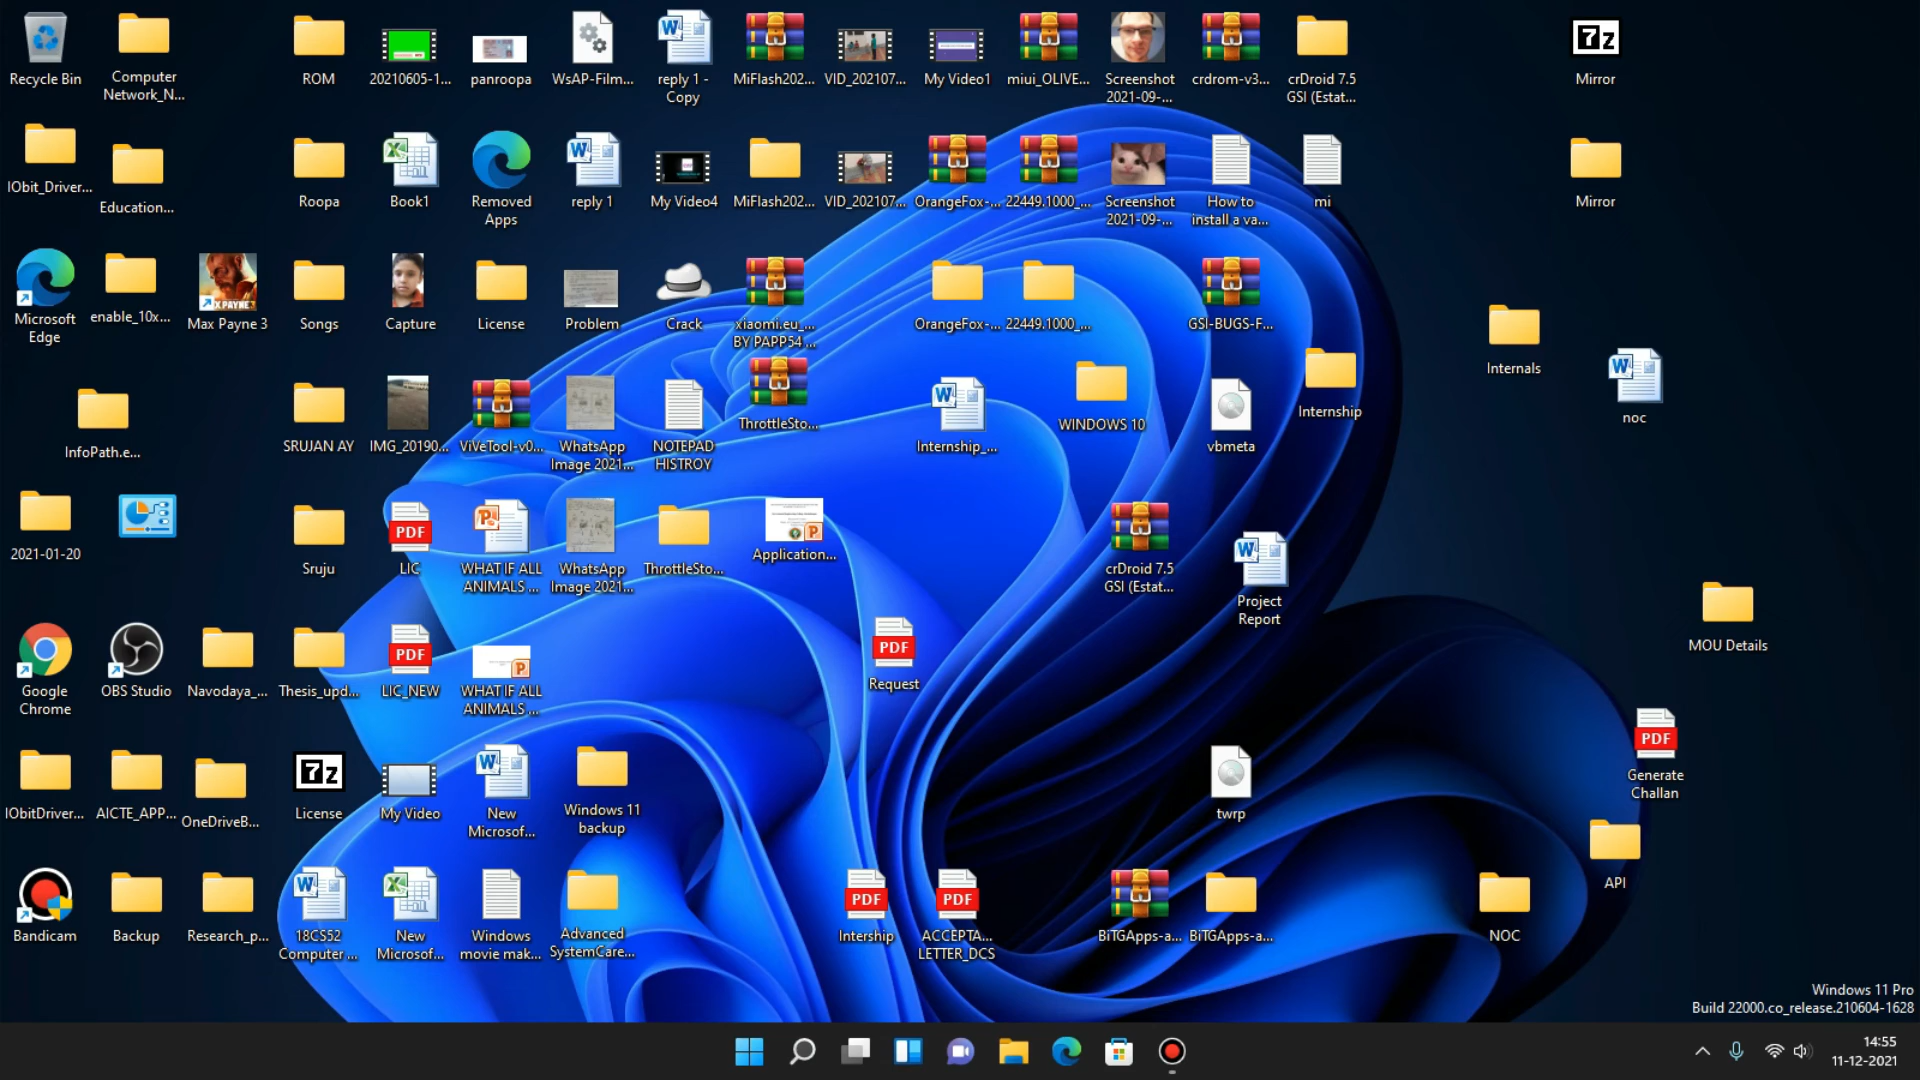 Recycle Bin
Computer
Network_N...
ROM
20210605-1...
panroopa
WsAP-Film...
reply 1 -
Copy
MiFlash202...
VID_202107...
My Video1
miui_OLIVE...
Screenshot
2021-09-...
crdrom-v3...
crDroid 7.5
GSI (Estat...
7z
Mirror
IObit_Driver...
Education...
Roopa
Book1
Removed
Apps
reply 1
My Video4
MiFlash202...
VID_202107...
OrangeFox-...
22449.1000_...
Screenshot
2021-09-...
How to
install a va...
mi
Mirror
Microsoft
Edge
enable_10x...
Max Payne 3
Songs
Capture
License
Problem
Crack
xiaomi.eu_...
BY PAPP54 ...
OrangeFox-...
22449.1000_...
GSI-BUGS-F...
Internals
InfoPath.e...
SRUJAN AY
IMG_20190...
ViVeTool-v0...
WhatsApp
Image 2021...
NOTEPAD
HISTROY
ThrottleSto...
Internship_...
WINDOWS 10
vbmeta
Internship
noc
2021-01-20
Sruju
PDF
LIC
WHAT IF ALL
ANIMALS ...
WhatsApp
Image 2021...
ThrottleSto...
Application...
crDroid 7.5
GSI (Estat...
Project
Report
MOU Details
Google
Chrome
OBS Studio
Navodaya_...
Thesis_upd...
PDF
LIC_NEW
WHAT IF ALL
ANIMALS ...
PDF
Request
PDF
Generate
Challan
IObitDriver...
AICTE_APP...
OneDriveB...
7z
License
My Video
New
Microsof...
Windows 11
backup
twrp
API
Bandicam
Backup
Research_p...
18CS52
Computer ...
New
Microsof...
Windows
movie mak...
Advanced
SystemCare...
PDF
Intership
PDF
ACCEPTA...
LETTER_DCS
BiTGApps-a...
BiTGApps-a...
NOC
Windows 11 Pro
Build 22000.co_release.210604-1628
14:55
11-12-2021